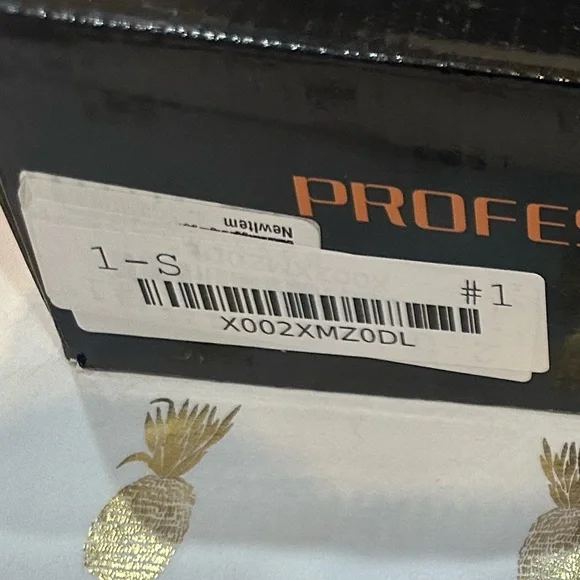 PROFES
NewItem
1-S
#1
X002XMZ0DL